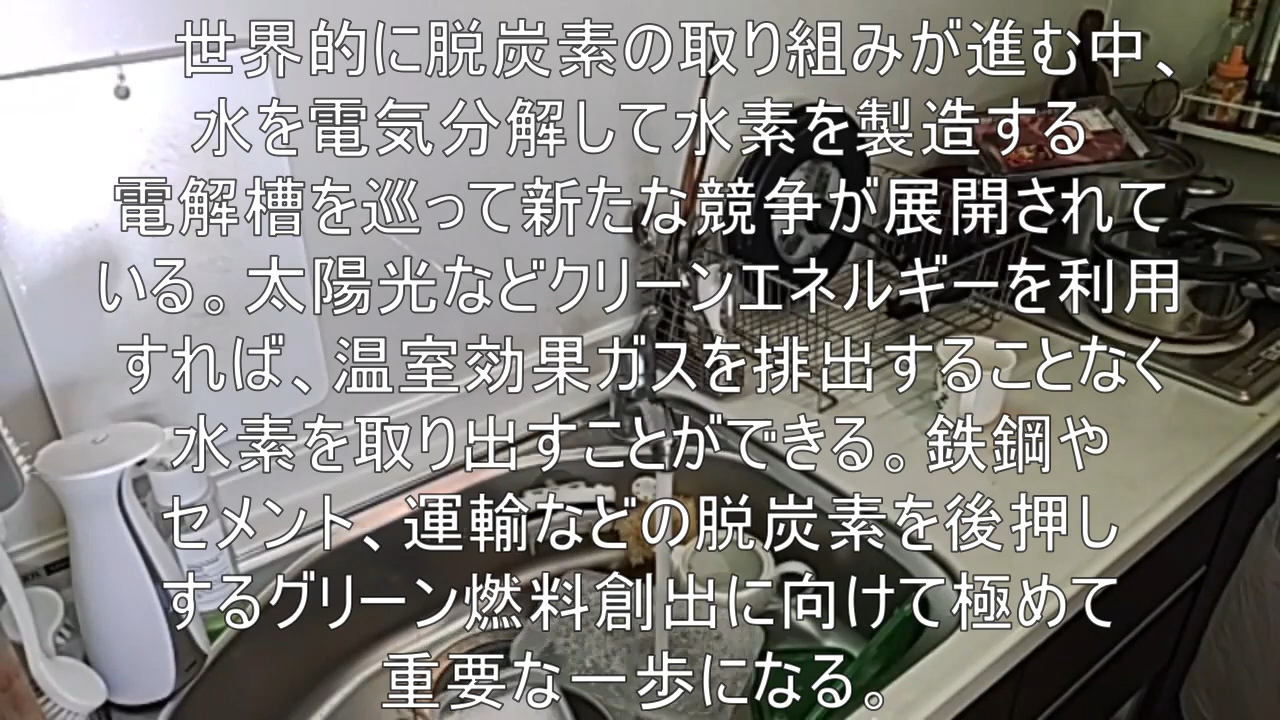 世界的に脱炭素の取り組みが進む中、
水を電気分解して水素を製造する
電解槽を巡って新たな競争が展開されて
いる。太陽光などクリーンエネルギーを利用
すれば、温室効果ガスを排出することなく
水素を取り出すことができる。鉄鋼や
セメント、運輸などの脱炭素を後押し
するグリーン燃料創出に向けて極めて
重要な一歩になる。